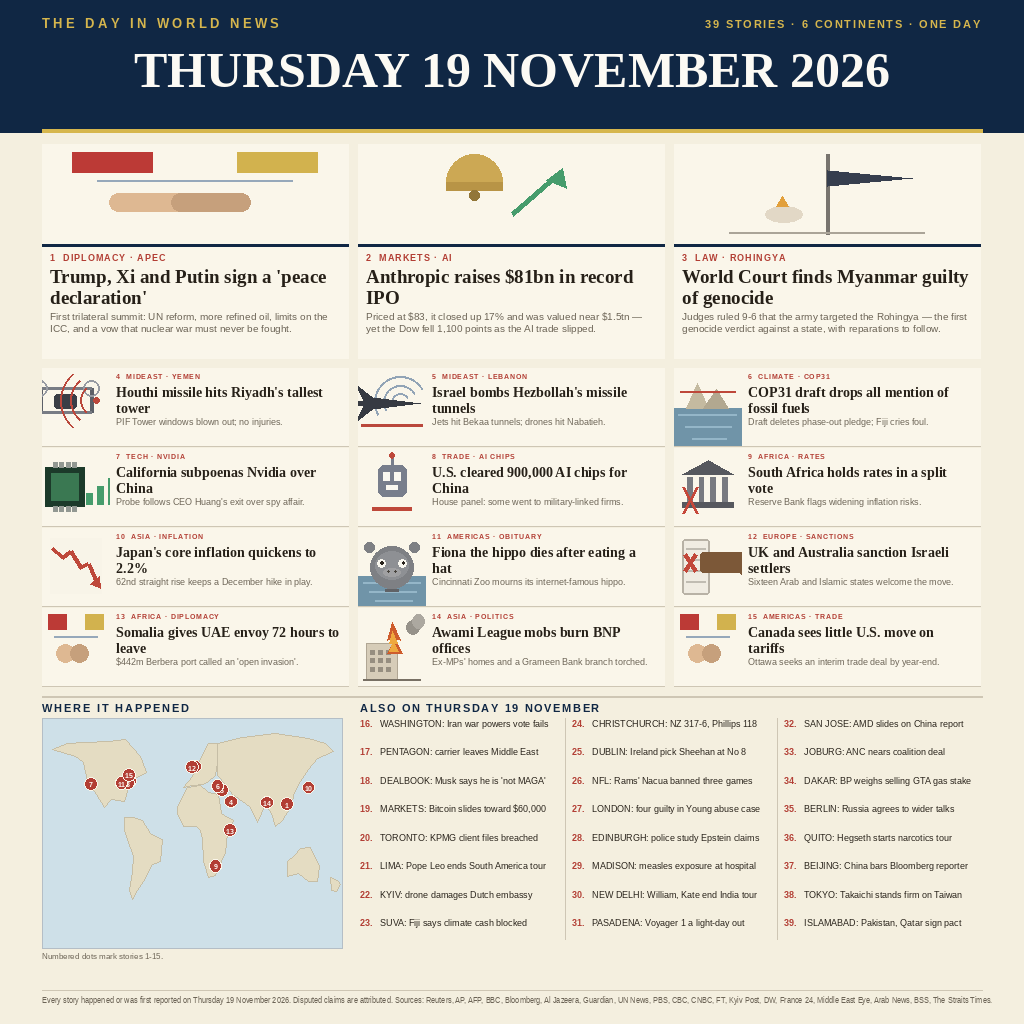 THE DAY IN WORLD NEWS
39 STORIES · 6 CONTINENTS · ONE DAY
THURSDAY 19 NOVEMBER 2026
1 DIPLOMACY · APEC
Trump, Xi and Putin sign a 'peace
declaration'
First trilateral summit: UN reform, more refined oil, limits on the
ICC, and a vow that nuclear war must never be fought.
2 MARKETS · AI
Anthropic raises $81bn in record
IPO
Priced at $83, it closed up 17% and was valued near $1.5tn —
yet the Dow fell 1,100 points as the AI trade slipped.
3 LAW · ROHINGYA
World Court finds Myanmar guilty
of genocide
Judges ruled 9-6 that the army targeted the Rohingya — the first
genocide verdict against a state, with reparations to follow.
4 MIDEAST · YEMEN
Houthi missile hits Riyadh's tallest
tower
PIF Tower windows blown out; no injuries.
5 MIDEAST · LEBANON
Israel bombs Hezbollah's missile
tunnels
Jets hit Bekaa tunnels; drones hit Nabatieh.
6 CLIMATE · COP31
COP31 draft drops all mention of
fossil fuels
Draft deletes phase-out pledge; Fiji cries foul.
7 TECH · NVIDIA
California subpoenas Nvidia over
China
Probe follows CEO Huang's exit over spy affair.
8 TRADE · AI CHIPS
U.S. cleared 900,000 AI chips for
China
House panel: some went to military-linked firms.
9 AFRICA · RATES
South Africa holds rates in a split
vote
Reserve Bank flags widening inflation risks.
10 ASIA · INFLATION
Japan's core inflation quickens to
2.2%
62nd straight rise keeps a December hike in play.
11 AMERICAS · OBITUARY
Fiona the hippo dies after eating a
hat
Cincinnati Zoo mourns its internet-famous hippo.
12 EUROPE · SANCTIONS
UK and Australia sanction Israeli
settlers
Sixteen Arab and Islamic states welcome the move.
13 AFRICA · DIPLOMACY
Somalia gives UAE envoy 72 hours to
leave
$442m Berbera port called an 'open invasion'.
14 ASIA · POLITICS
Awami League mobs burn BNP
offices
Ex-MPs' homes and a Grameen Bank branch torched.
15 AMERICAS · TRADE
Canada sees little U.S. move on
tariffs
Ottawa seeks an interim trade deal by year-end.
WHERE IT HAPPENED
7
11
15
12
6
4
14
1
10
13
9
Numbered dots mark stories 1-15.
ALSO ON THURSDAY 19 NOVEMBER
16. WASHINGTON: Iran war powers vote fails
17. PENTAGON: carrier leaves Middle East
18. DEALBOOK: Musk says he is 'not MAGA'
19. MARKETS: Bitcoin slides toward $60,000
20. TORONTO: KPMG client files breached
21. LIMA: Pope Leo ends South America tour
22. KYIV: drone damages Dutch embassy
23. SUVA: Fiji says climate cash blocked
24. CHRISTCHURCH: NZ 317-6, Phillips 118
25. DUBLIN: Ireland pick Sheehan at No 8
26. NFL: Rams' Nacua banned three games
27. LONDON: four guilty in Young abuse case
28. EDINBURGH: police study Epstein claims
29. MADISON: measles exposure at hospital
30. NEW DELHI: William, Kate end India tour
31. PASADENA: Voyager 1 a light-day out
32. SAN JOSE: AMD slides on China report
33. JOBURG: ANC nears coalition deal
34. DAKAR: BP weighs selling GTA gas stake
35. BERLIN: Russia agrees to wider talks
36. QUITO: Hegseth starts narcotics tour
37. BEIJING: China bars Bloomberg reporter
38. TOKYO: Takaichi stands firm on Taiwan
39. ISLAMABAD: Pakistan, Qatar sign pact
Every story happened or was first reported on Thursday 19 November 2026. Disputed claims are attributed. Sources: Reuters, AP, AFP, BBC, Bloomberg, Al Jazeera, Guardian, UN News, PBS, CBC, CNBC, FT, Kyiv Post, DW, France 24, Middle East Eye, Arab News, BSS, The Straits Times.